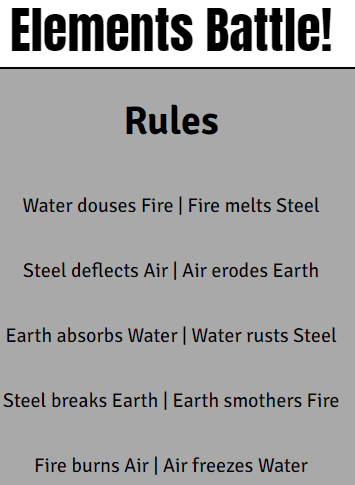 Elements Battle!
Rules
Water douses Fire | Fire melts Steel
Steel deflects Air | Air erodes Earth
Earth absorbs Water | Water rusts Steel
Steel breaks Earth | Earth smothers Fire
Fire burns Air | Air freezes Water